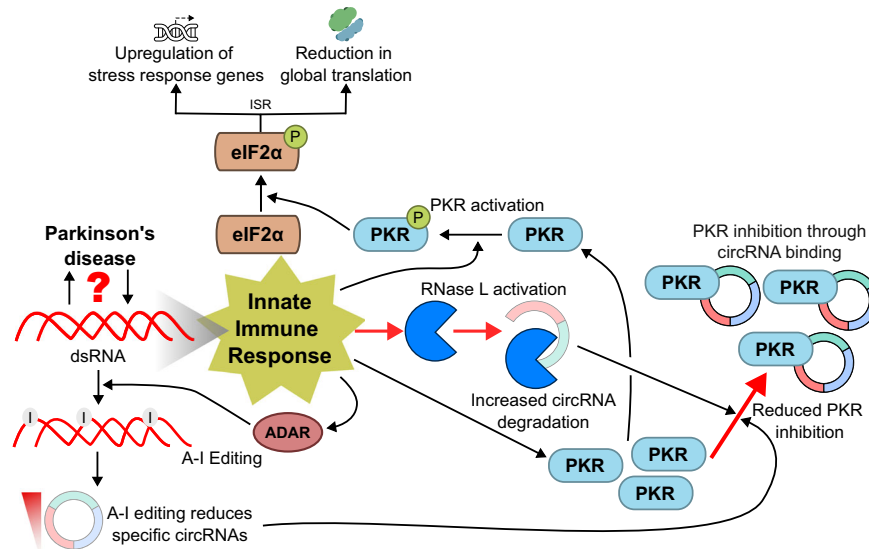 Upregulation of
stress response genes
Reduction in
global translation
ISR
eIF2α
P
eIF2α
PKR
P
PKR activation
PKR
Parkinson's
disease
?
dsRNA
Innate
Immune
Response
RNase L activation
Increased circRNA
degradation
PKR inhibition through
circRNA binding
PKR
PKR
PKR
Reduced PKR
inhibition
PKR
PKR
PKR
I
I
I
A-I Editing
ADAR
A-I editing reduces
specific circRNAs